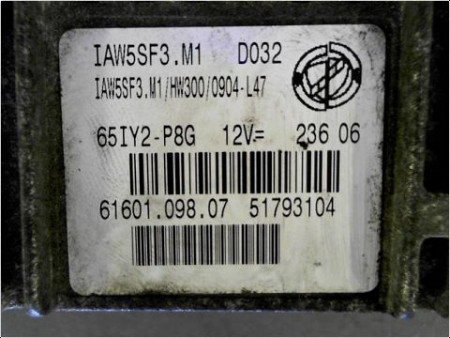 IAW5SF3.M1 D032
IAW5SF3.M1/HW300/0904-L47
65IY2-P8G 12V= 236 06
61601.098.07 51793104